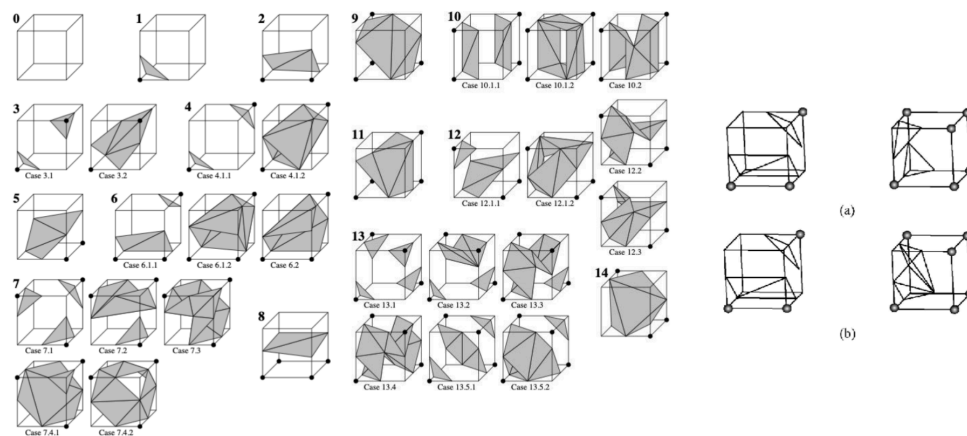 0
1
2
9
10
Case 10.1.1
Case 10.1.2
Case 10.2
3
Case 3.1
Case 3.2
4
Case 4.1.1
Case 4.1.2
11
12
Case 12.1.1
Case 12.1.2
Case 12.2
(a)
5
6
Case 6.1.1
Case 6.1.2
Case 6.2
Case 12.3
13
Case 13.1
Case 13.2
Case 13.3
14
7
Case 7.1
Case 7.2
Case 7.3
8
Case 13.4
Case 13.5.1
Case 13.5.2
(b)
Case 7.4.1
Case 7.4.2